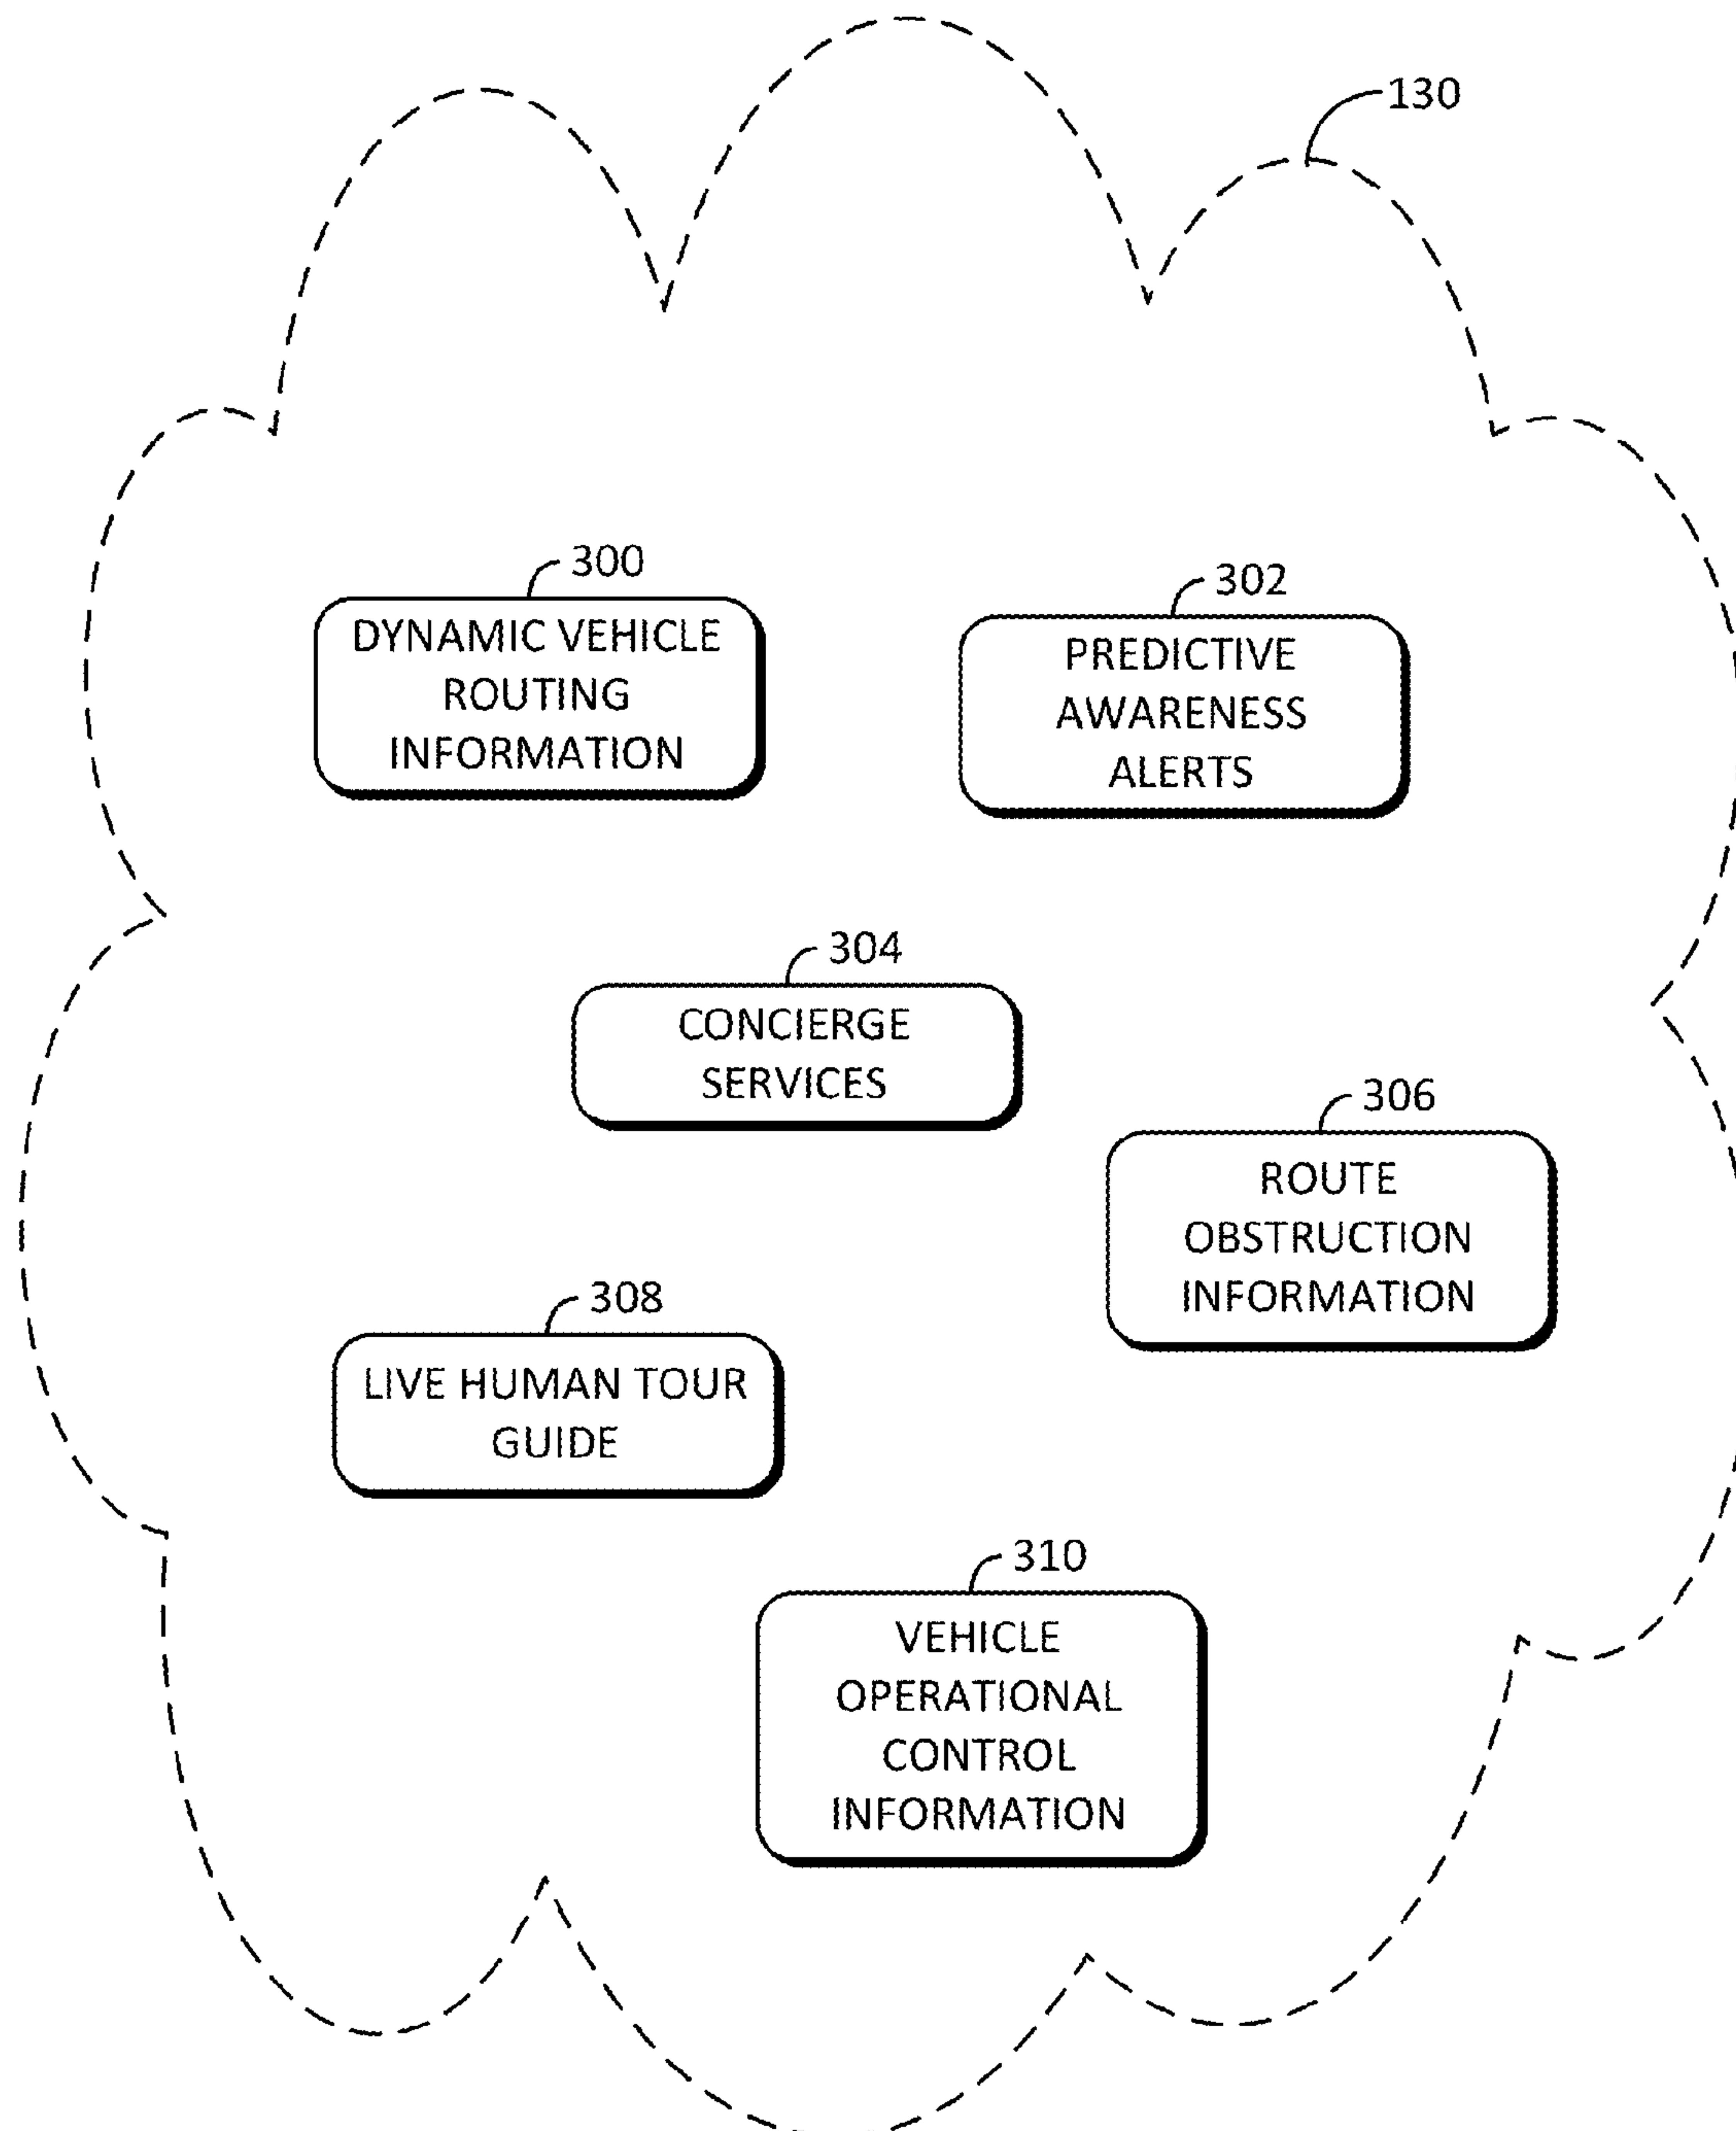 130
300
DYNAMIC VEHICLE
ROUTING
INFORMATION
302
PREDICTIVE
AWARENESS
ALERTS
304
CONCIERGE
SERVICES
306
ROUTE
OBSTRUCTION
INFORMATION
308
LIVE HUMAN TOUR
GUIDE
310
VEHICLE
OPERATIONAL
CONTROL
INFORMATION